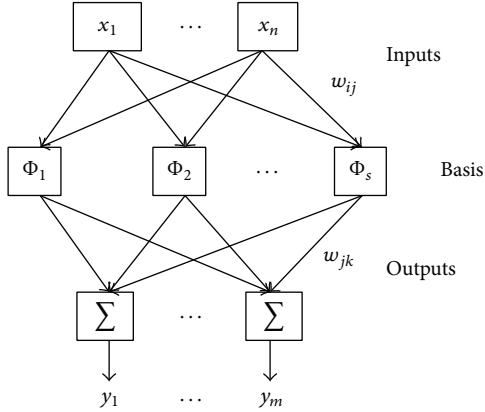 x₁ ⋯ xₙ
Inputs
wᵢⱼ
Φ₁ Φ₂ ⋯ Φₛ Basis
wⱼₖ
Outputs
∑ ⋯ ∑
y₁ ⋯ yₘ